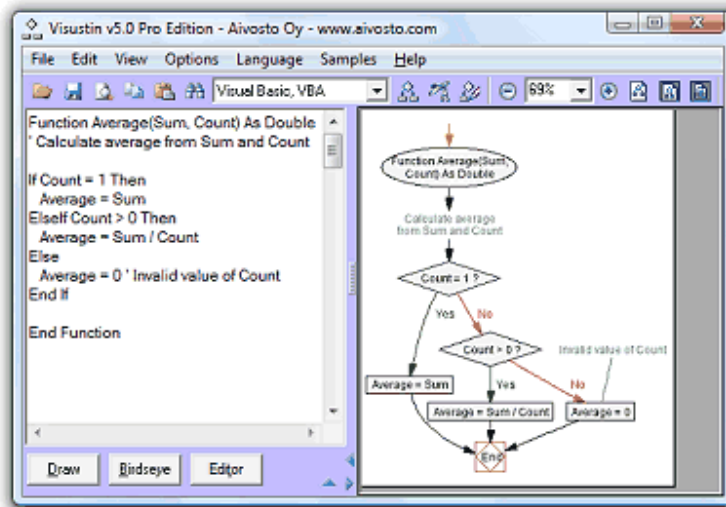 Visustin v5.0 Pro Edition - Aivosto Oy - www.aivosto.com
File Edit View Options Language Samples Help
Visual Basic, VBA
69%
Function Average(Sum, Count) As Double
' Calculate average from Sum and Count
If Count = 1 Then
Average = Sum
ElseIf Count > 0 Then
Average = Sum / Count
Else
Average = 0 ' Invalid value of Count
End If
End Function
Draw Birdseye Editor
Function Average(Sum,
Count) As Double
Calculate average
from Sum and Count
Count = 1 ?
Yes No
Count > 0 ?
Invalid value of Count
Average = Sum
Yes
No
Average = Sum / Count
Average = 0
End